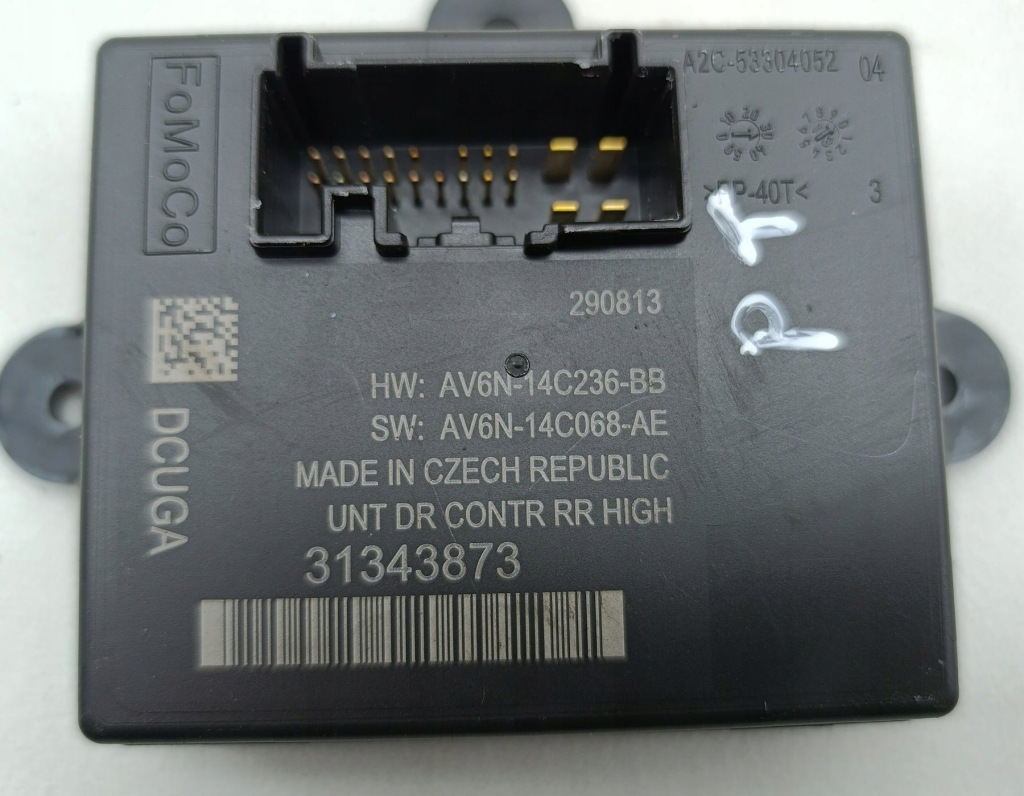 FoMoCo
A2C-53304052 04
>PP-40T< 3
290813
HW: AV6N-14C236-BB
SW: AV6N-14C068-AE
MADE IN CZECH REPUBLIC
UNT DR CONTR RR HIGH
31343873
DCUGA